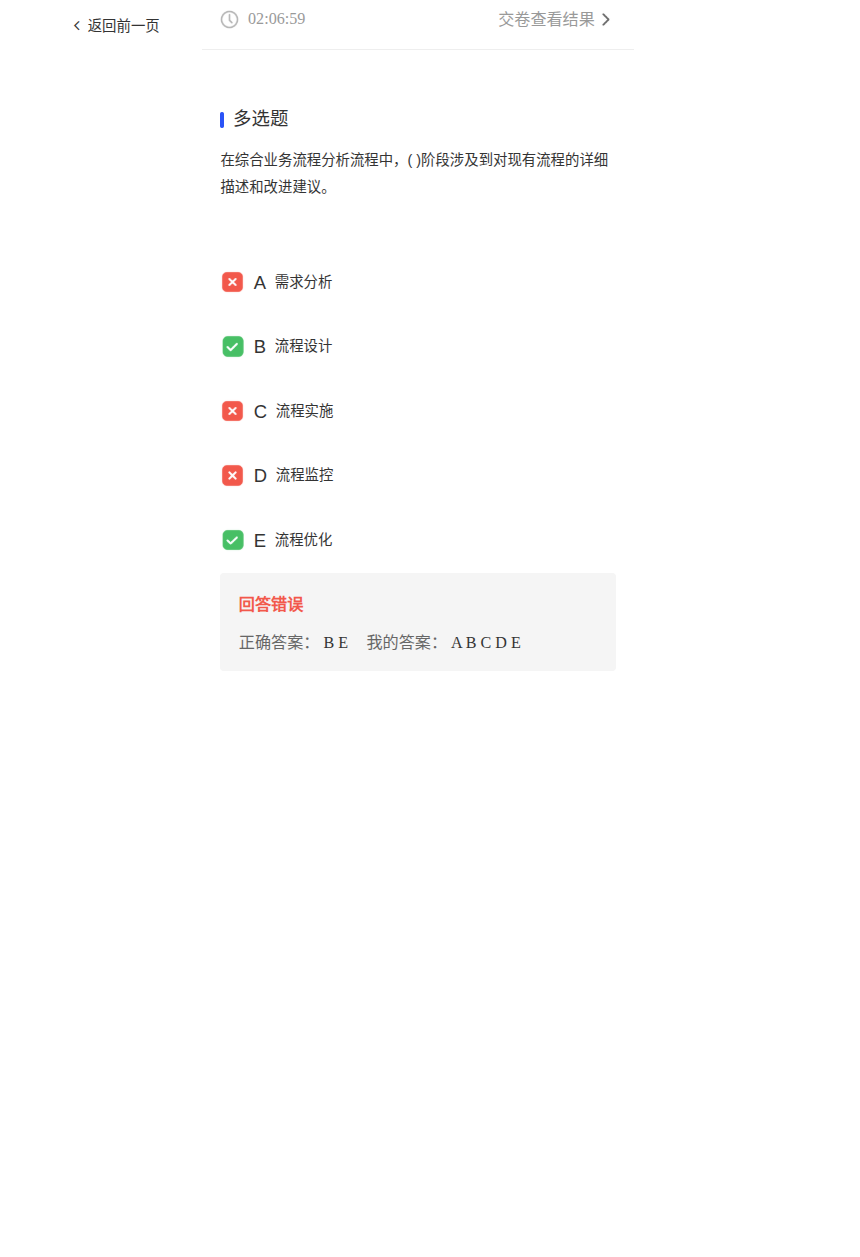 返回前一页
02:06:59 交卷查看结果
多选题
在综合业务流程分析流程中，( )阶段涉及到对现有流程的详细
描述和改进建议。
A 需求分析
B 流程设计
C 流程实施
D 流程监控
E 流程优化
回答错误
正确答案： B E 我的答案： A B C D E